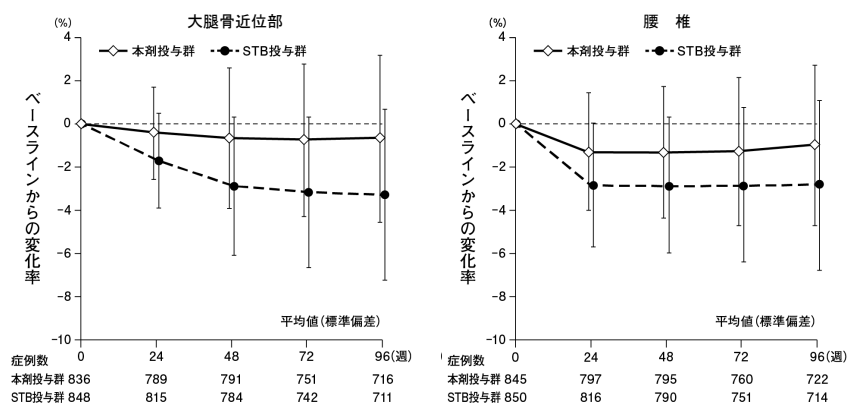 大腿骨近位部
(%)
本剤投与群 STB投与群
4
2
0
−2
−4
−6
−8
−10
ベースラインからの変化率
平均値(標準偏差)
0 24 48 72 96(週)
症例数
本剤投与群 836 789 791 751 716
STB投与群 848 815 784 742 711
腰 椎
(%)
本剤投与群 STB投与群
4
2
0
−2
−4
−6
−8
−10
ベースラインからの変化率
平均値(標準偏差)
0 24 48 72 96(週)
症例数
本剤投与群 845 797 795 760 722
STB投与群 850 816 790 751 714